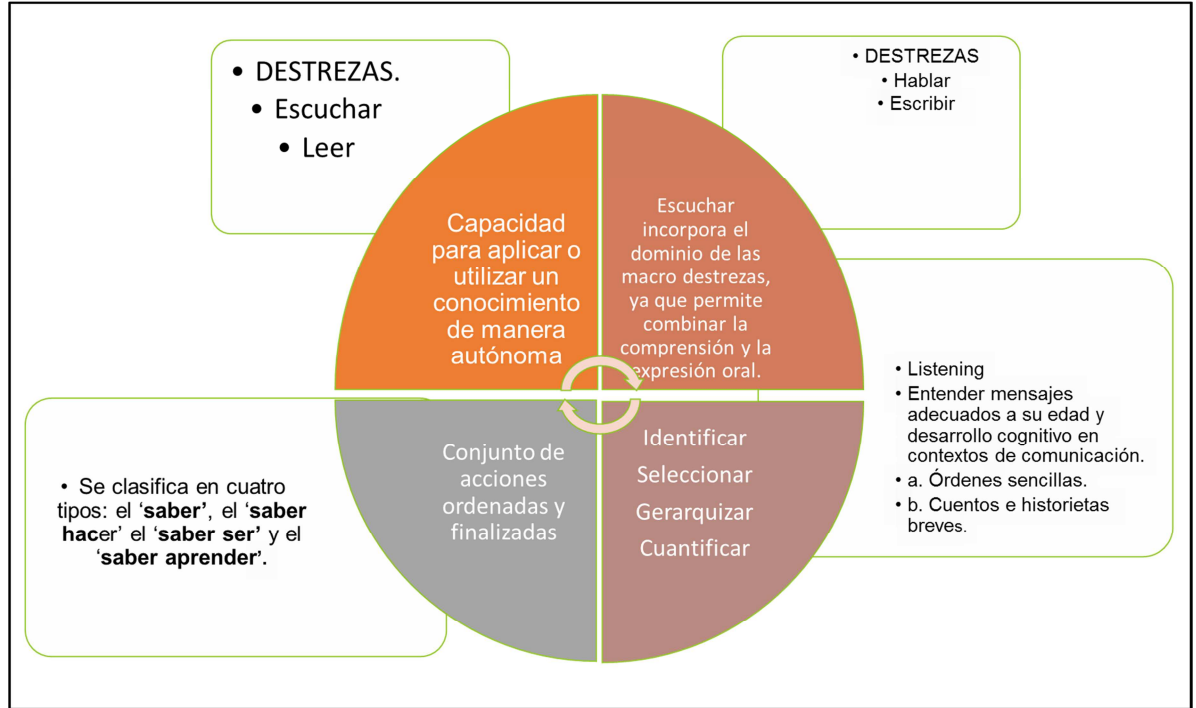 • DESTREZAS.
• Escuchar
• Leer
• DESTREZAS
• Hablar
• Escribir
Capacidad
para aplicar o
utilizar un
conocimiento
de manera
autónoma
Escuchar
incorpora el
dominio de las
macro destrezas,
ya que permite
combinar la
comprensión y la
expresión oral.
• Se clasifica en cuatro
tipos: el ‘saber’, el ‘saber
hacer’ el ‘saber ser’ y el
‘saber aprender’.
Conjunto de
acciones
ordenadas y
finalizadas
Identificar
Seleccionar
Gerarquizar
Cuantificar
• Listening
• Entender mensajes
adecuados a su edad y
desarrollo cognitivo en
contextos de comunicación.
• a. Órdenes sencillas.
• b. Cuentos e historietas
breves.